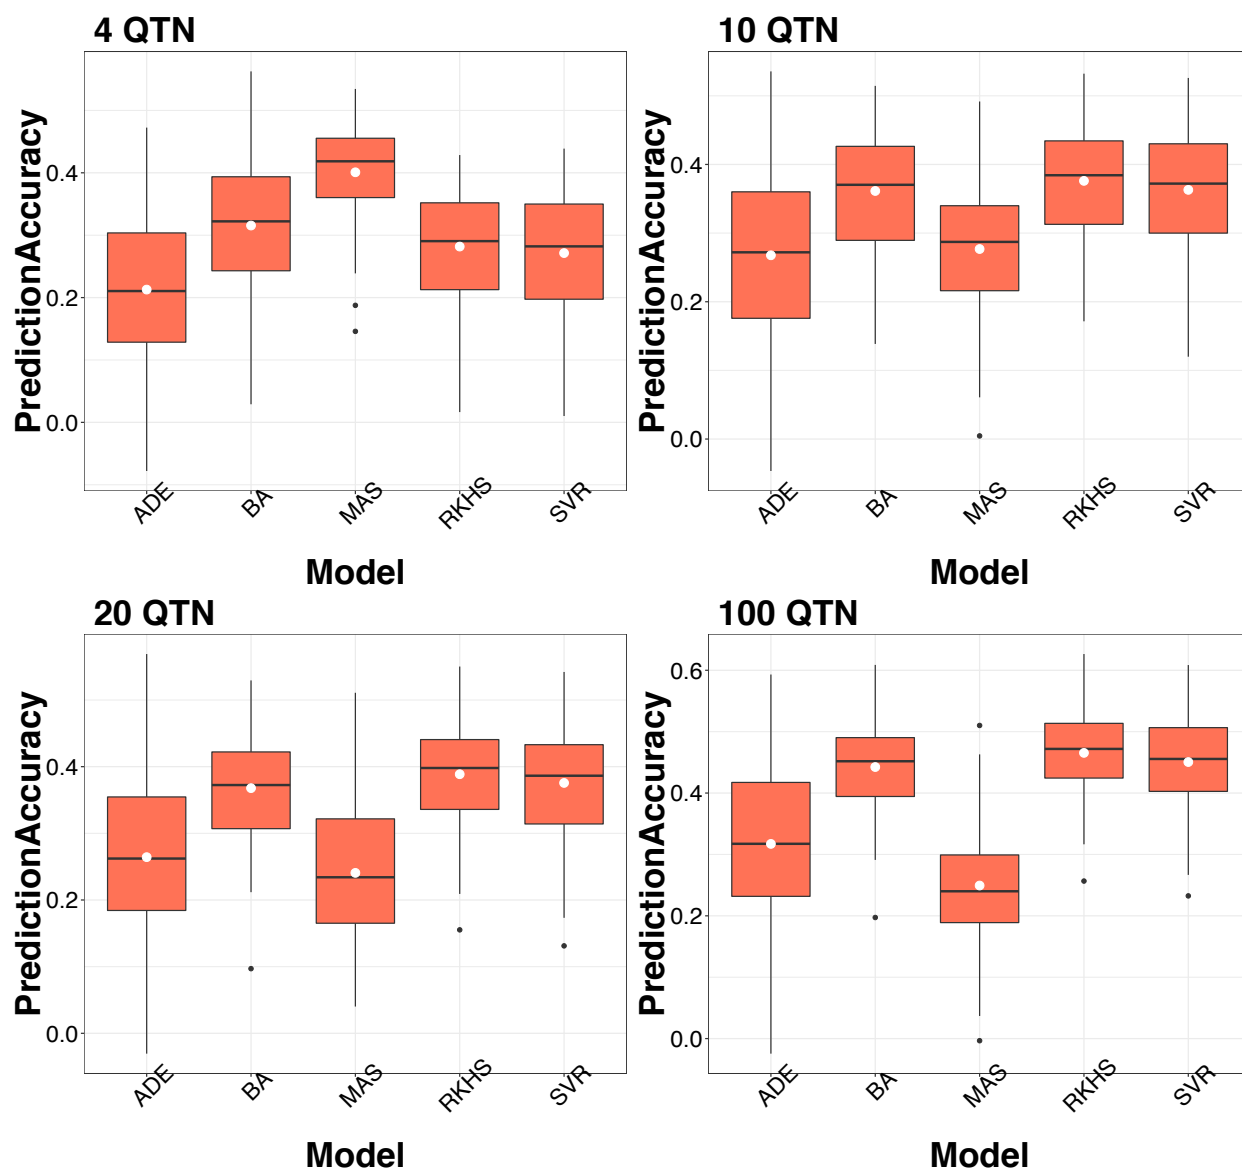 4 QTN
PredictionAccuracy
0.4
0.2
0.0
ADE
BA
MAS
RKHS
SVR
Model
10 QTN
PredictionAccuracy
0.4
0.2
0.0
ADE
BA
MAS
RKHS
SVR
Model
20 QTN
PredictionAccuracy
0.4
0.2
0.0
ADE
BA
MAS
RKHS
SVR
Model
100 QTN
PredictionAccuracy
0.6
0.4
0.2
0.0
ADE
BA
MAS
RKHS
SVR
Model